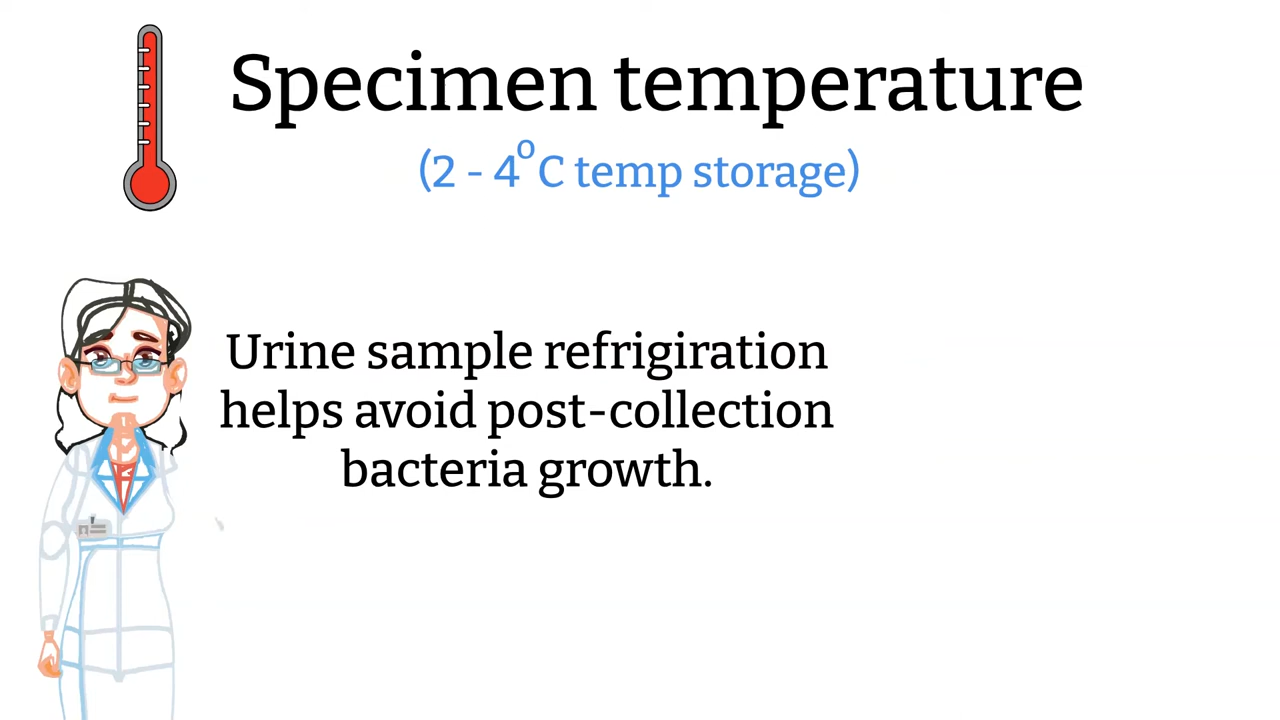 Specimen temperature
(2 - 4°C temp storage)
Urine sample refrigiration
helps avoid post-collection
bacteria growth.